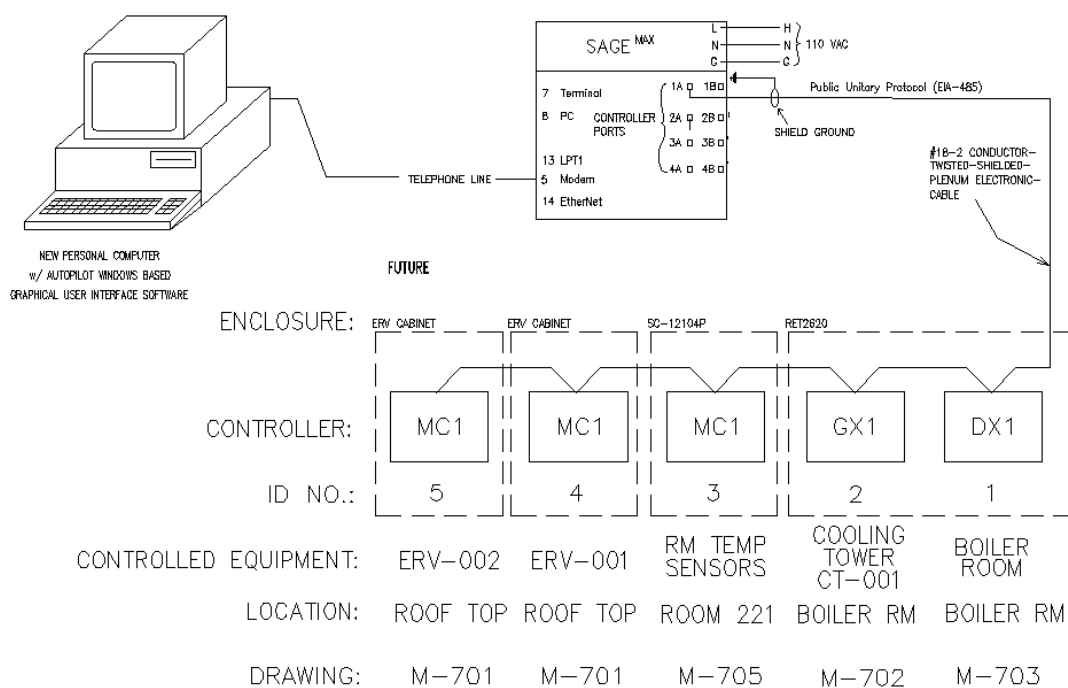 SAGE MAX
L
H
N
N
110 VAC
G
G
7 Terminal
8 PC
CONTROLLER
PORTS
1A 1B
2A 2B
3A 3B
4A 4B
13 LPT1
5 Modem
14 EtherNet
Public Unitary Protocol (EIA-485)
SHIELD GROUND
TELEPHONE LINE
#18-2 CONDUCTOR-
TWISTED-SHIELDED-
PLENUM ELECTRONIC-
CABLE
NEW PERSONAL COMPUTER
w/ AUTOPILOT WINDOWS BASED
GRAPHICAL USER INTERFACE SOFTWARE
FUTURE
ENCLOSURE: ERV CABINET ERV CABINET SC-12104P RET2620
CONTROLLER: MC1 MC1 MC1 GX1 DX1
ID NO.: 5 4 3 2 1
CONTROLLED EQUIPMENT: ERV-002 ERV-001 RM TEMP SENSORS COOLING TOWER CT-001 BOILER ROOM
LOCATION: ROOF TOP ROOF TOP ROOM 221 BOILER RM BOILER RM
DRAWING: M-701 M-701 M-705 M-702 M-703